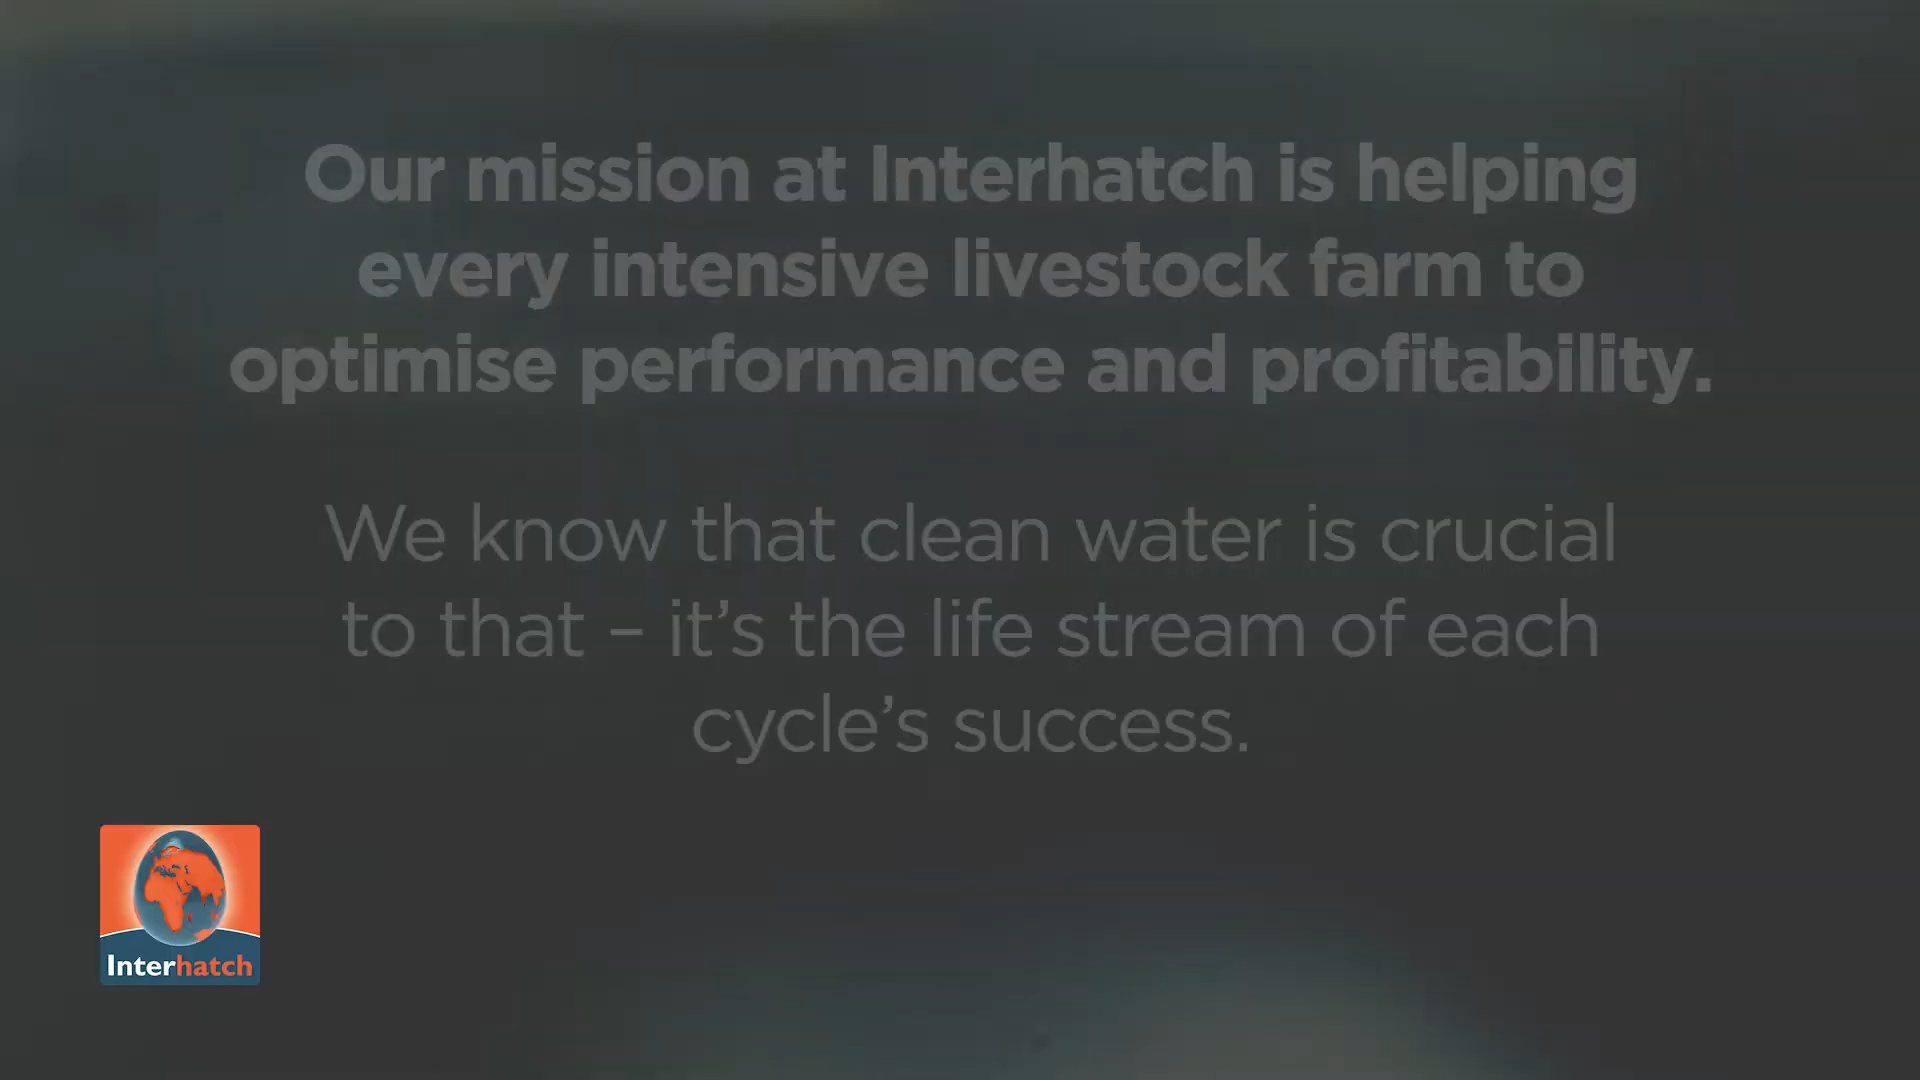 Our mission at Interhatch is helping
every intensive livestock farm to
optimise performance and profitability.
We know that clean water is crucial
to that – it’s the life stream of each
cycle’s success.
Interhatch